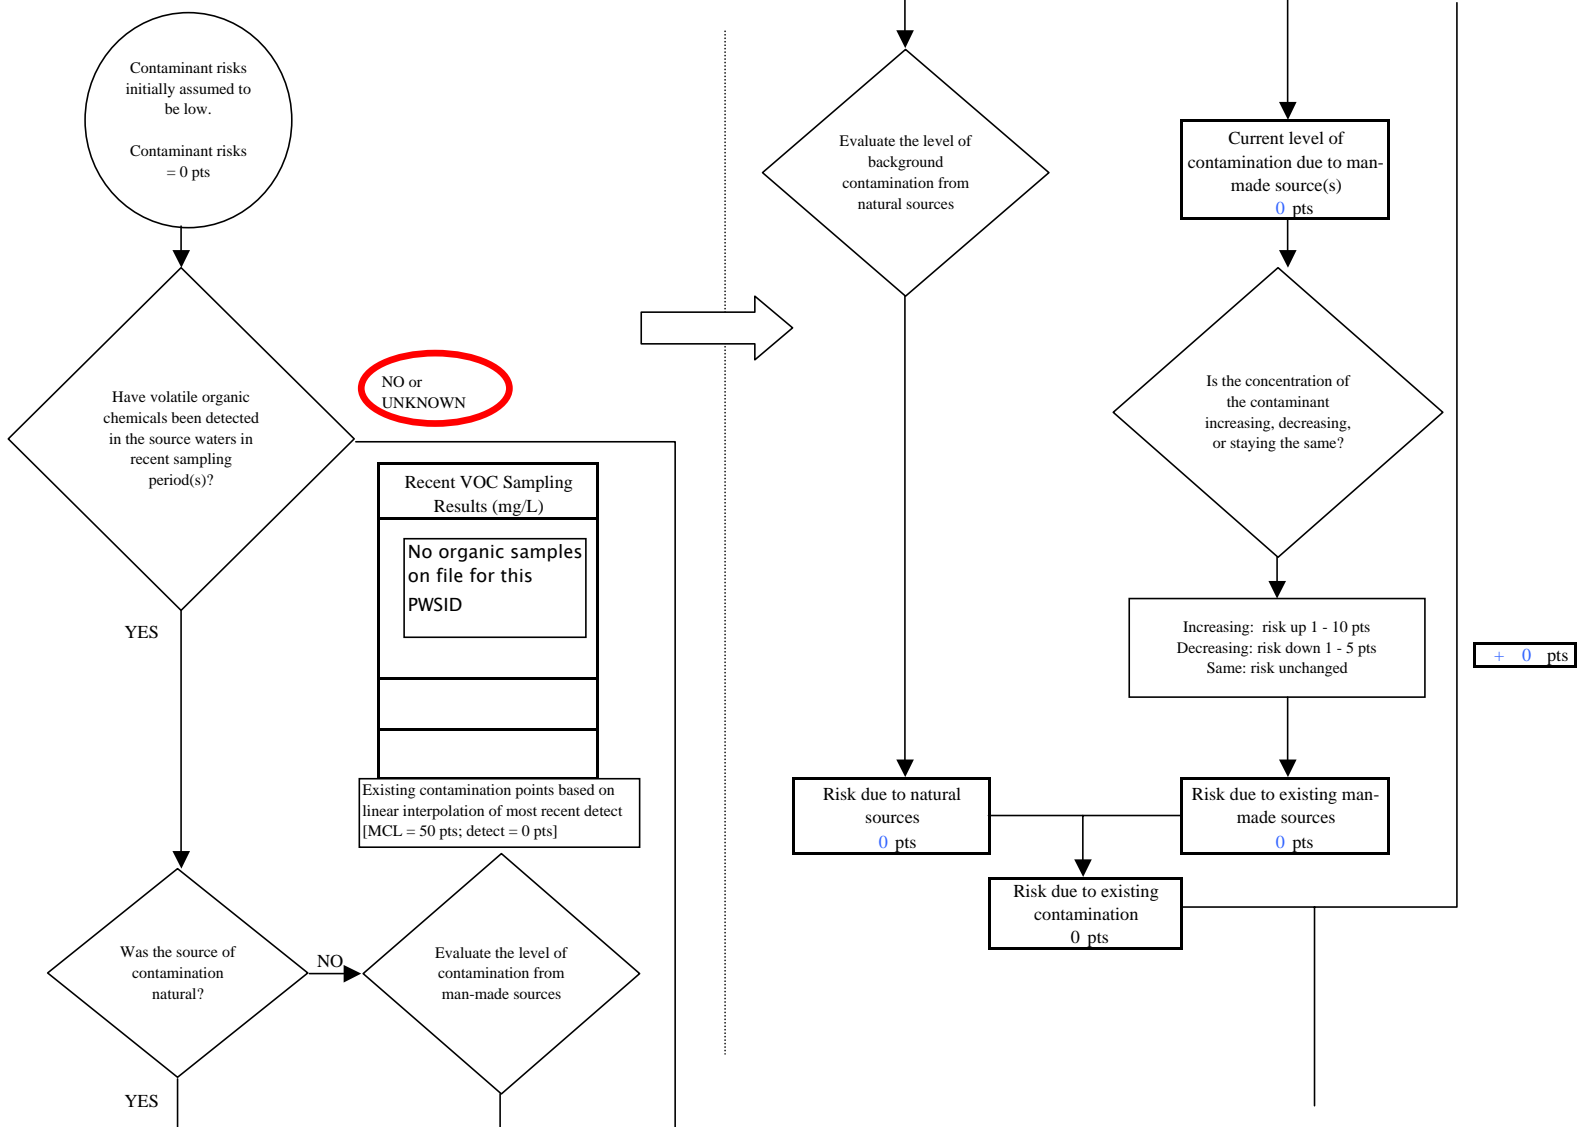 Contaminant risks
initially assumed to
be low.
Contaminant risks
= 0 pts
Have volatile organic
chemicals been detected
in the source waters in
recent sampling
period(s)?
NO or
UNKNOWN
YES
Recent VOC Sampling
Results (mg/L)
No organic samples
on file for this
PWSID
Existing contamination points based on
linear interpolation of most recent detect
[MCL = 50 pts; detect = 0 pts]
Was the source of
contamination
natural?
NO
YES
Evaluate the level of
contamination from
man-made sources
Evaluate the level of
background
contamination from
natural sources
Current level of
contamination due to man-
made source(s)
0 pts
Is the concentration of
the contaminant
increasing, decreasing,
or staying the same?
Increasing: risk up 1 - 10 pts
Decreasing: risk down 1 - 5 pts
Same: risk unchanged
+ 0 pts
Risk due to natural
sources
0 pts
Risk due to existing man-
made sources
0 pts
Risk due to existing
contamination
0 pts